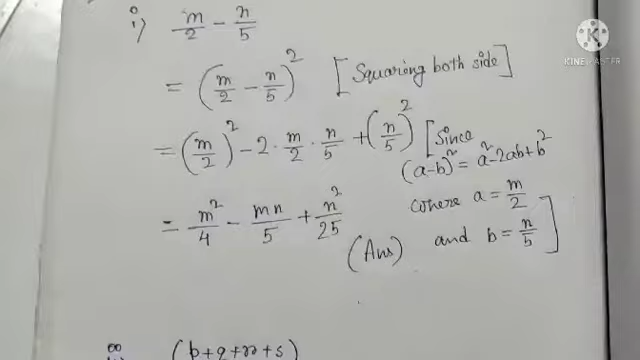 i) m/2 - n/5
= (m/2 - n/5)² [Squaring both side]
= (m/2)² - 2 · m/2 · n/5 + (n/5)² [Since
(a-b)² = a² - 2ab + b²
where a = m/2
and b = n/5]
= m²/4 - mn/5 + n²/25
(Ans)
ii) (p+q+r+s)
KINEMASTER